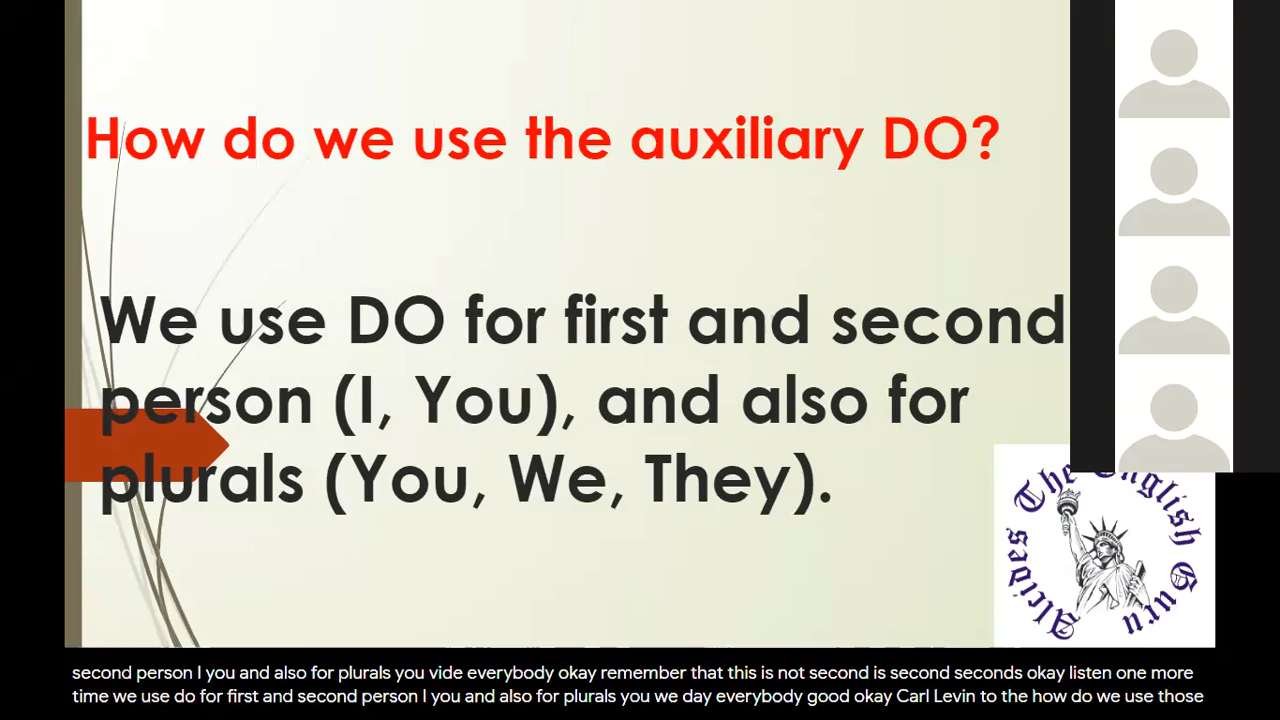 How do we use the auxiliary DO?
We use DO for first and second
person (I, You), and also for
plurals (You, We, They).
Alcides The English Guru
second person I you and also for plurals you vide everybody okay remember that this is not second is second seconds okay listen one more
time we use do for first and second person I you and also for plurals you we day everybody good okay Carl Levin to the how do we use those